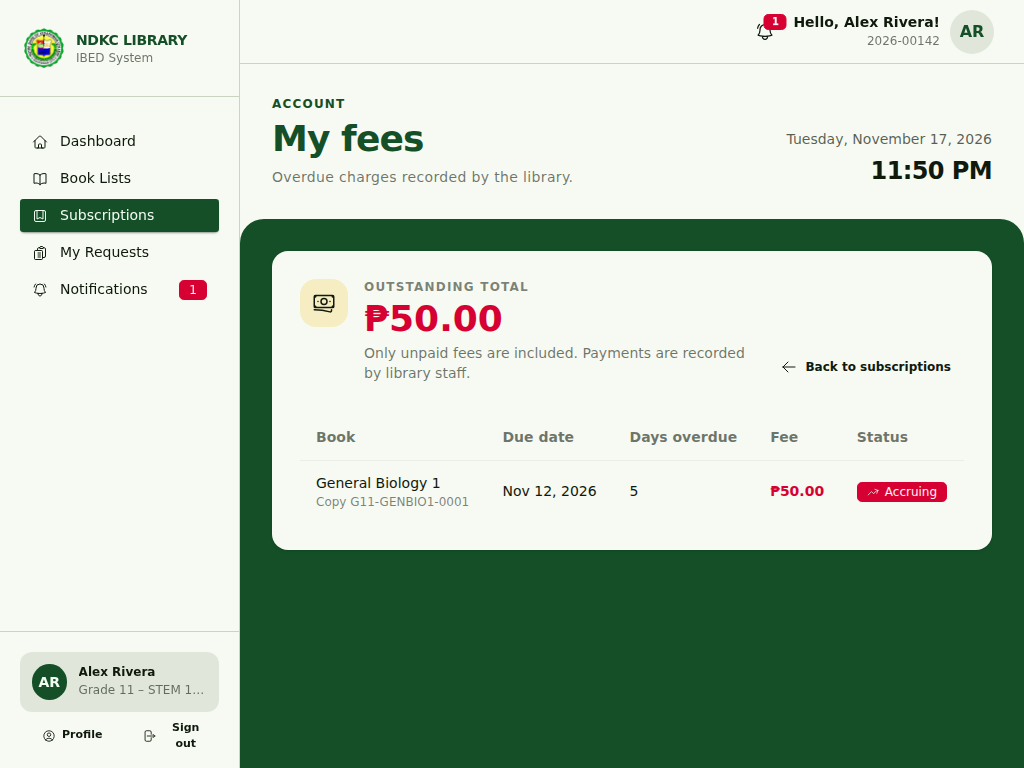 NDKC LIBRARY
IBED System
Dashboard
Book Lists
Subscriptions
My Requests
Notifications 1
Alex Rivera
AR
Grade 11 – STEM 1…
Profile
Sign
out
1
Hello, Alex Rivera!
2026-00142
AR
ACCOUNT
My fees
Overdue charges recorded by the library.
Tuesday, November 17, 2026
11:50 PM
OUTSTANDING TOTAL
₱50.00
Only unpaid fees are included. Payments are recorded
by library staff.
Back to subscriptions
Book Due date Days overdue Fee Status
General Biology 1
Copy G11-GENBIO1-0001
Nov 12, 2026 5 ₱50.00 Accruing